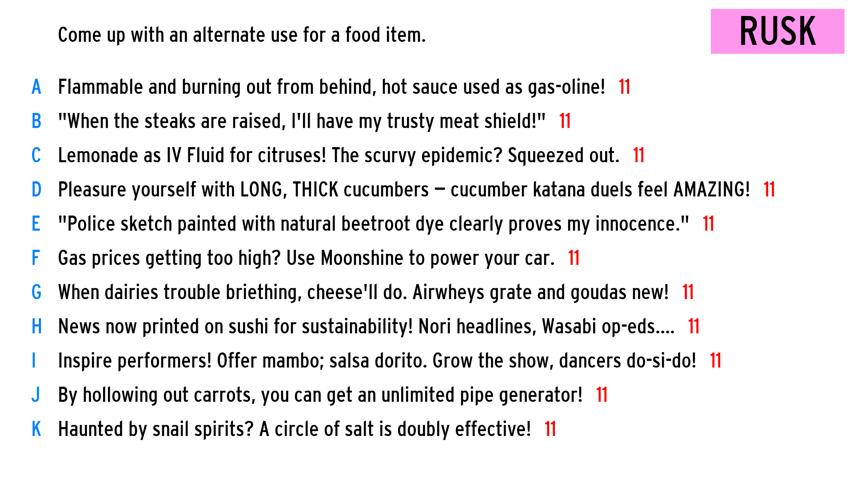 Come up with an alternate use for a food item.
RUSK
A Flammable and burning out from behind, hot sauce used as gas-oline! 11
B "When the steaks are raised, I'll have my trusty meat shield!" 11
C Lemonade as IV Fluid for citruses! The scurvy epidemic? Squeezed out. 11
D Pleasure yourself with LONG, THICK cucumbers – cucumber katana duels feel AMAZING! 11
E "Police sketch painted with natural beetroot dye clearly proves my innocence." 11
F Gas prices getting too high? Use Moonshine to power your car. 11
G When dairies trouble briething, cheese'll do. Airwheys grate and goudas new! 11
H News now printed on sushi for sustainability! Nori headlines, Wasabi op-eds.... 11
I Inspire performers! Offer mambo; salsa dorito. Grow the show, dancers do-si-do! 11
J By hollowing out carrots, you can get an unlimited pipe generator! 11
K Haunted by snail spirits? A circle of salt is doubly effective! 11